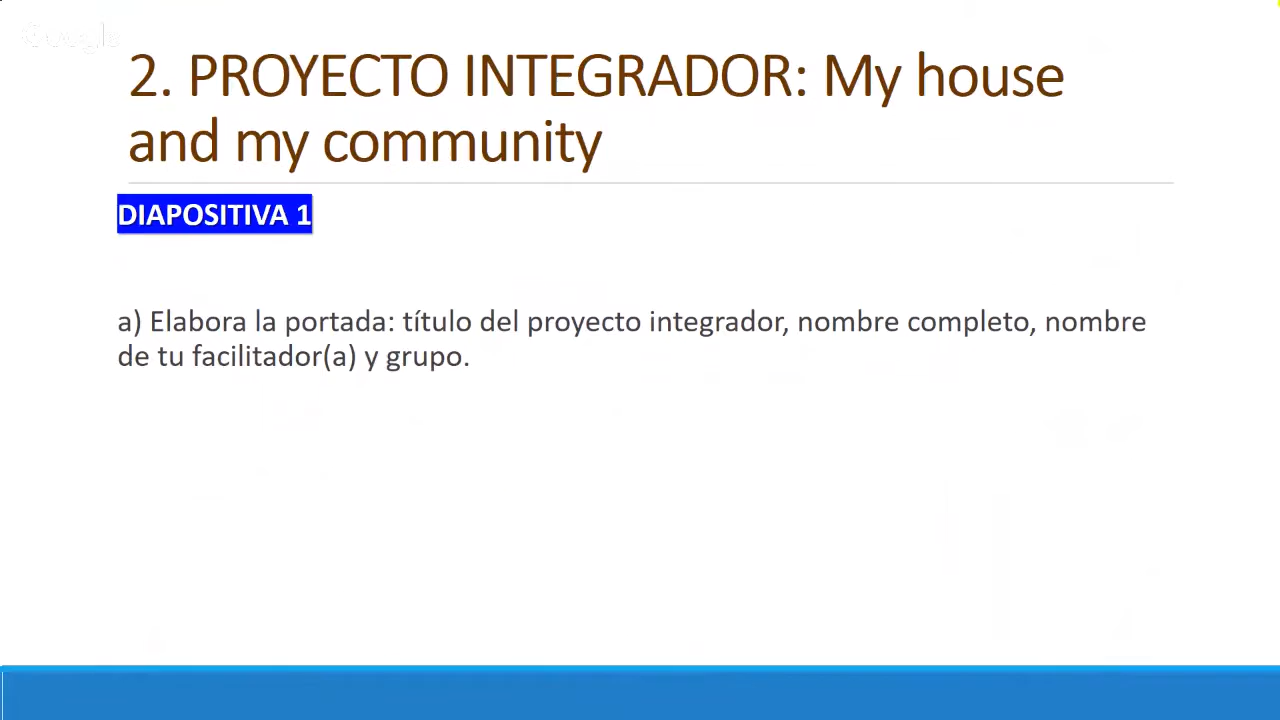 Google
2. PROYECTO INTEGRADOR: My house
and my community
DIAPOSITIVA 1
a) Elabora la portada: título del proyecto integrador, nombre completo, nombre
de tu facilitador(a) y grupo.